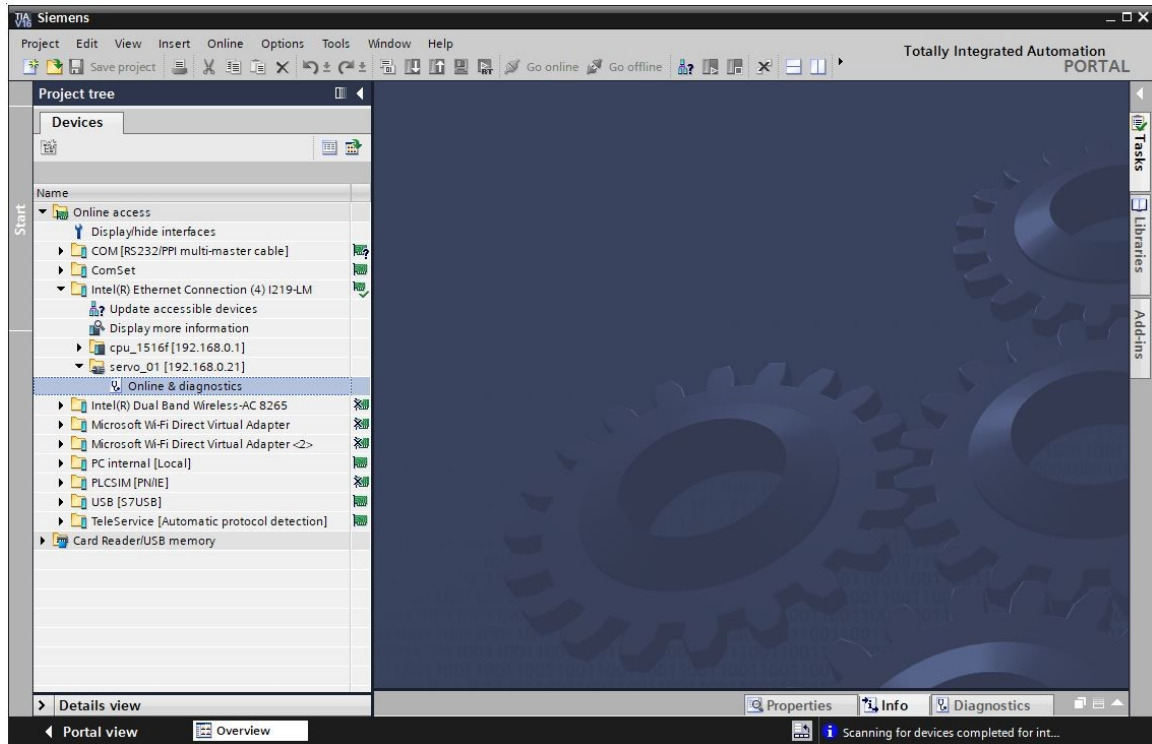 TIA V16 Siemens
Project Edit View Insert Online Options Tools Window Help
Save project Go online Go offline
Totally Integrated Automation
PORTAL
Project tree
Devices
Name
Online access
Display/hide interfaces
COM [RS232/PPI multi-master cable]
ComSet
Intel(R) Ethernet Connection (4) I219-LM
Update accessible devices
Display more information
cpu_1516f [192.168.0.1]
servo_01 [192.168.0.21]
Online & diagnostics
Intel(R) Dual Band Wireless-AC 8265
Microsoft Wi-Fi Direct Virtual Adapter
Microsoft Wi-Fi Direct Virtual Adapter <2>
PC internal [Local]
PLCSIM [PN/IE]
USB [S7USB]
TeleService [Automatic protocol detection]
Card Reader/USB memory
Start
Tasks
Libraries
Add-ins
Details view
Properties Info Diagnostics
Portal view Overview Scanning for devices completed for int...